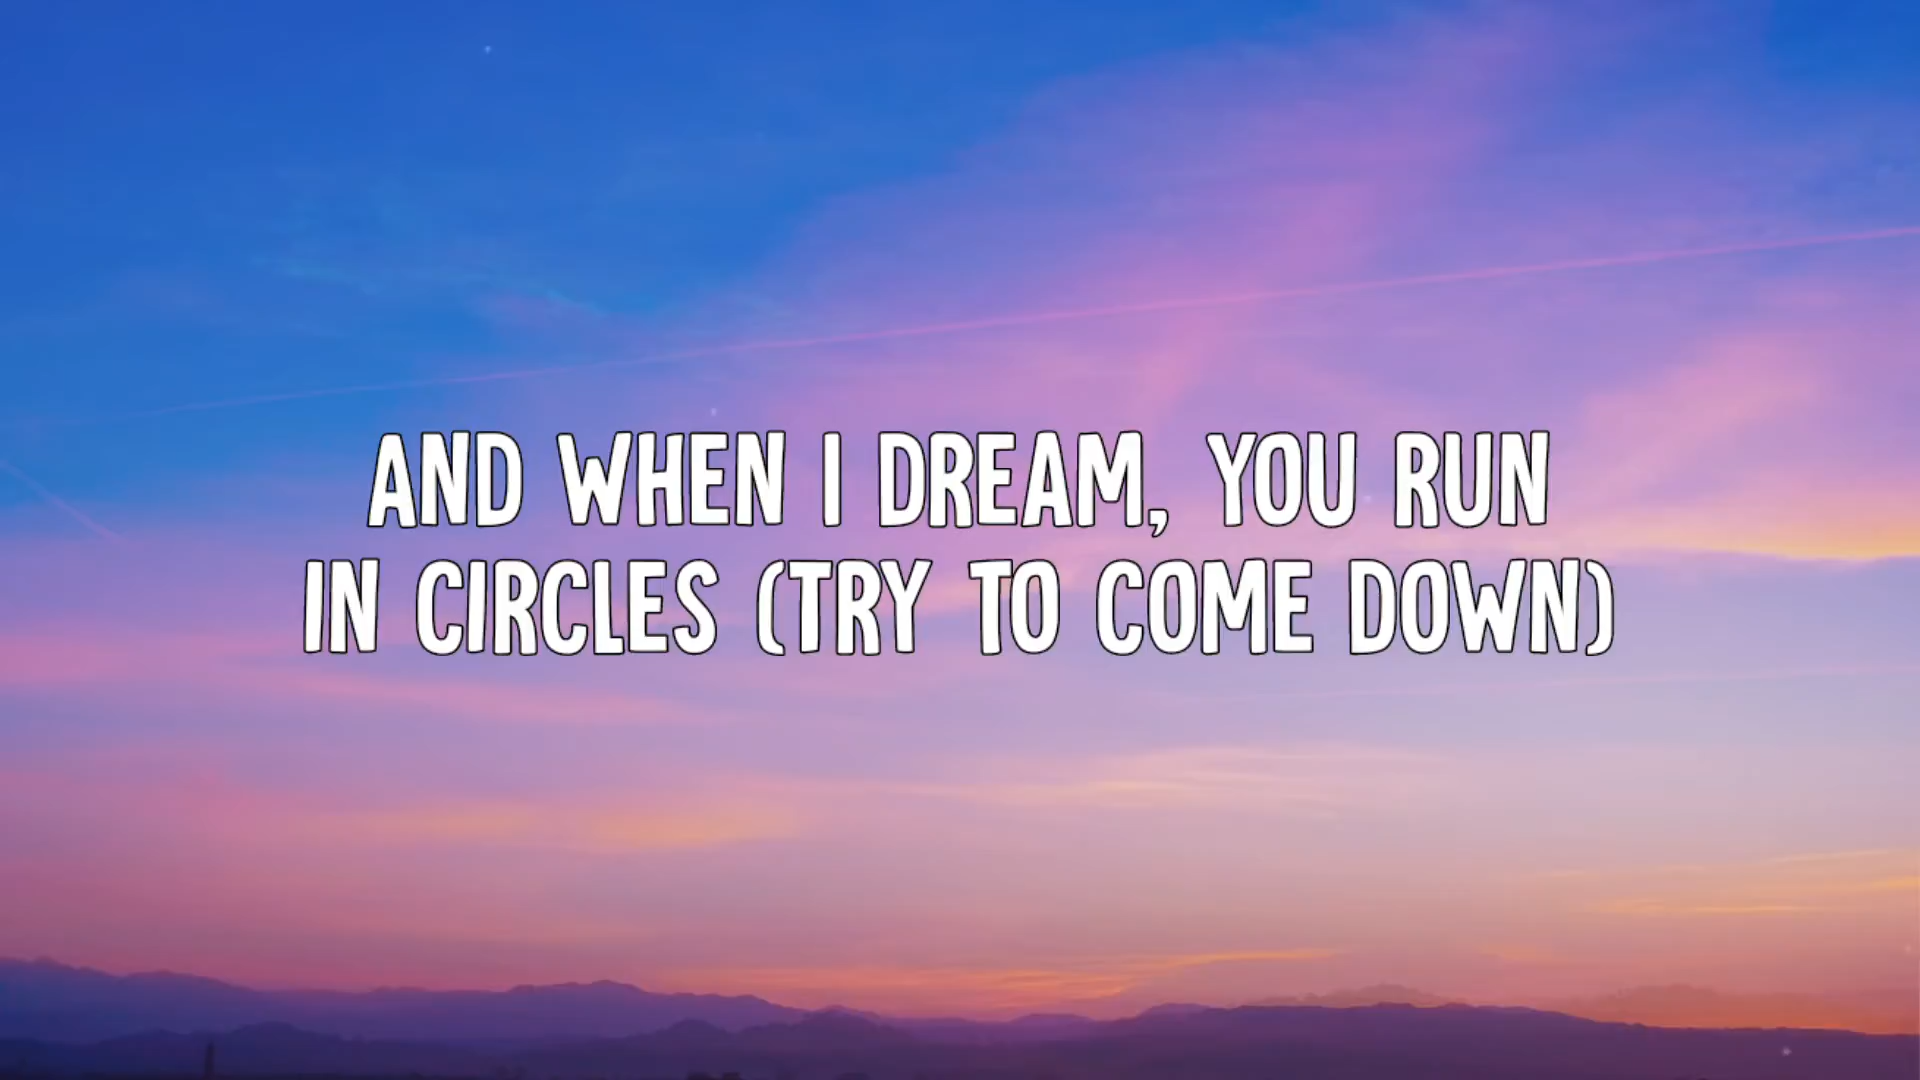 AND WHEN I DREAM, YOU RUN
IN CIRCLES (TRY TO COME DOWN)